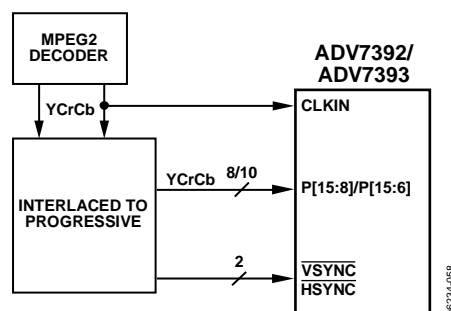 MPEG2
DECODER
YCrCb
ADV7392/
ADV7393
CLKIN
INTERLACED TO
PROGRESSIVE
YCrCb
8/10
P[15:8]/P[15:6]
2
VSYNC
HSYNC